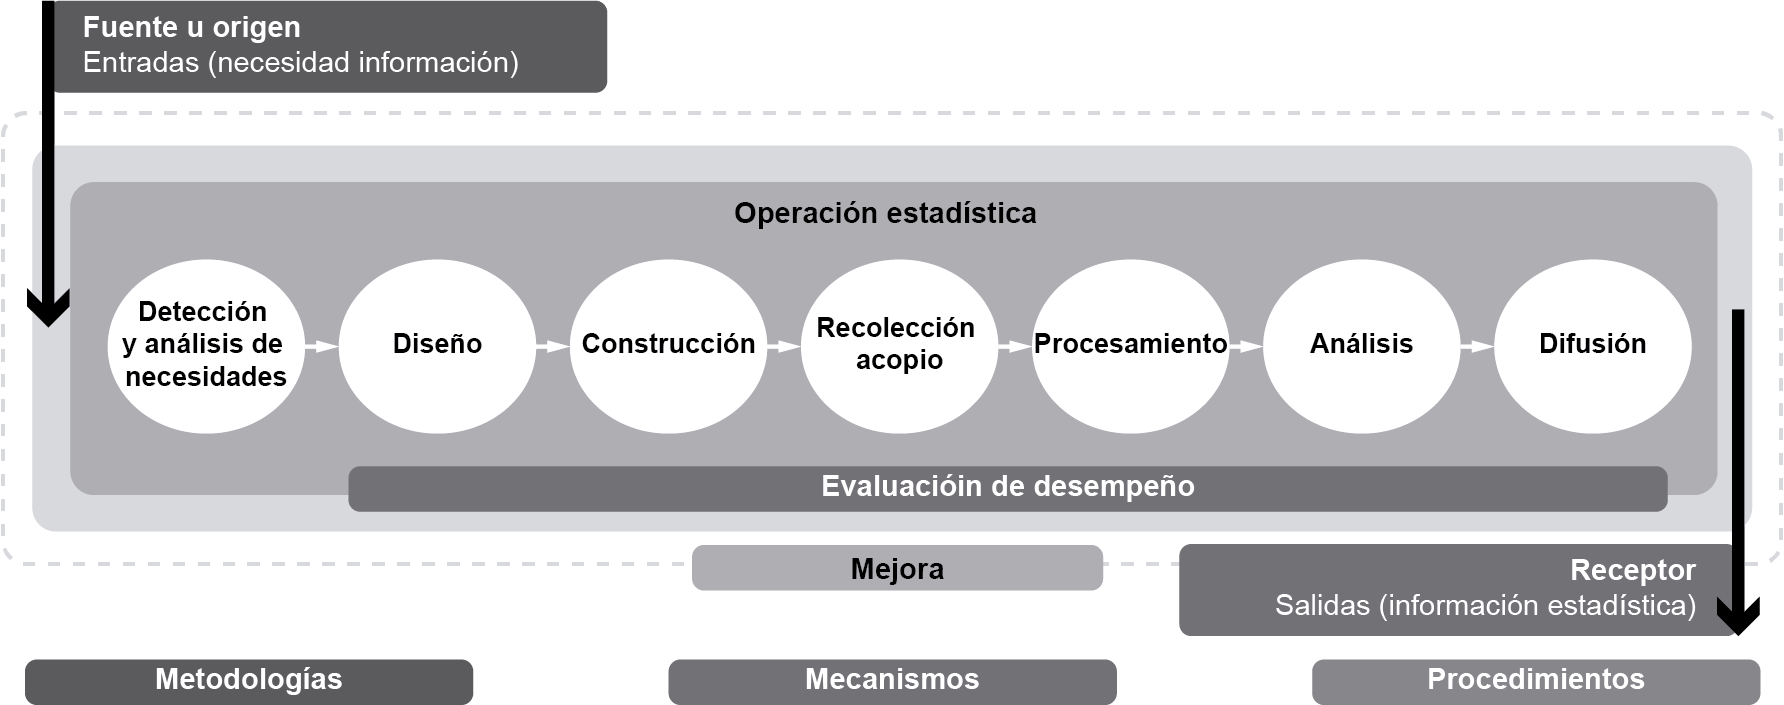 Fuente u origen
Entradas (necesidad información)
Operación estadística
Detección
y análisis de
necesidades
Diseño
Construcción
Recolección
acopio
Procesamiento
Análisis
Difusión
Evaluacióin de desempeño
Mejora
Receptor
Salidas (información estadística)
Metodologías
Mecanismos
Procedimientos